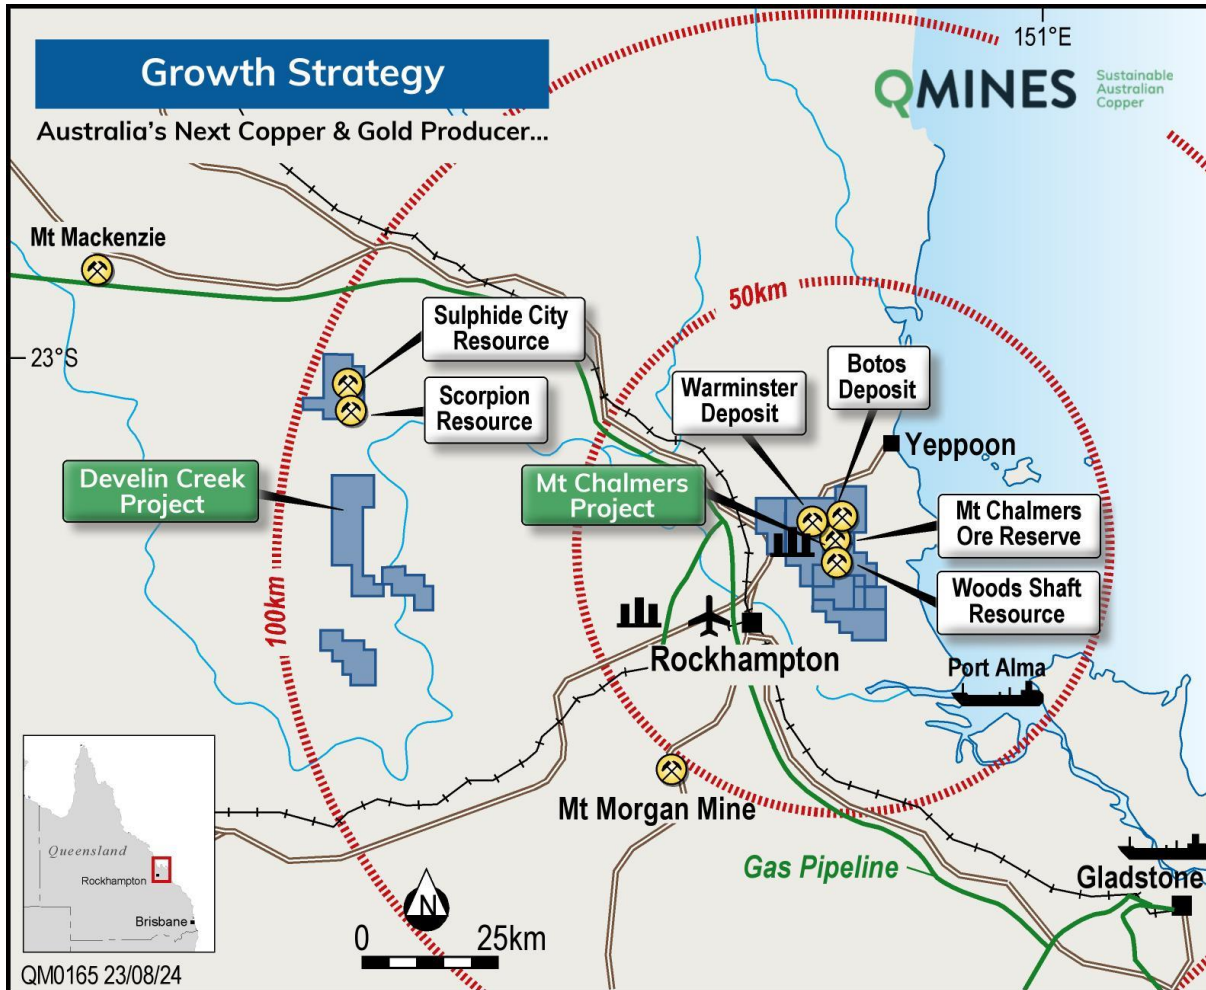 Growth Strategy
Australia's Next Copper & Gold Producer...
151°E
QMINES
Sustainable
Australian
Copper
Mt Mackenzie
23°S
50km
Sulphide City
Resource
Scorpion
Resource
Warminster
Deposit
Botos
Deposit
Yeppoon
Develin Creek
Project
Mt Chalmers
Project
Mt Chalmers
Ore Reserve
Woods Shaft
Resource
100km
Rockhampton
Port Alma
Mt Morgan Mine
Gas Pipeline
Gladstone
Queensland
Rockhampton
Brisbane
N
0 25km
QM0165 23/08/24